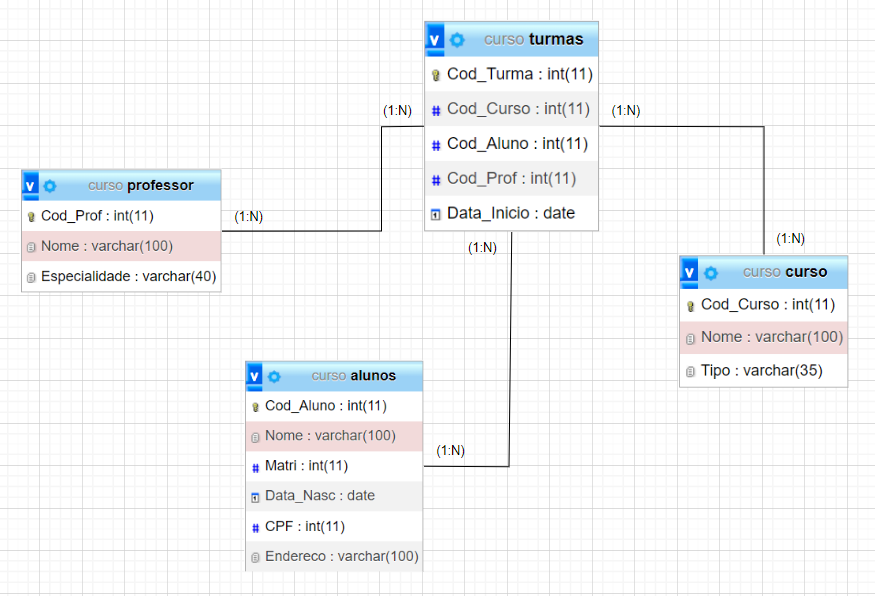 v curso turmas
Cod_Turma : int(11)
# Cod_Curso : int(11)
# Cod_Aluno : int(11)
# Cod_Prof : int(11)
Data_Inicio : date
(1:N)
(1:N)
(1:N)
v curso professor
Cod_Prof : int(11)
Nome : varchar(100)
Especialidade : varchar(40)
(1:N)
v curso curso
Cod_Curso : int(11)
Nome : varchar(100)
Tipo : varchar(35)
(1:N)
v curso alunos
Cod_Aluno : int(11)
Nome : varchar(100)
# Matri : int(11)
Data_Nasc : date
# CPF : int(11)
Endereco : varchar(100)
(1:N)